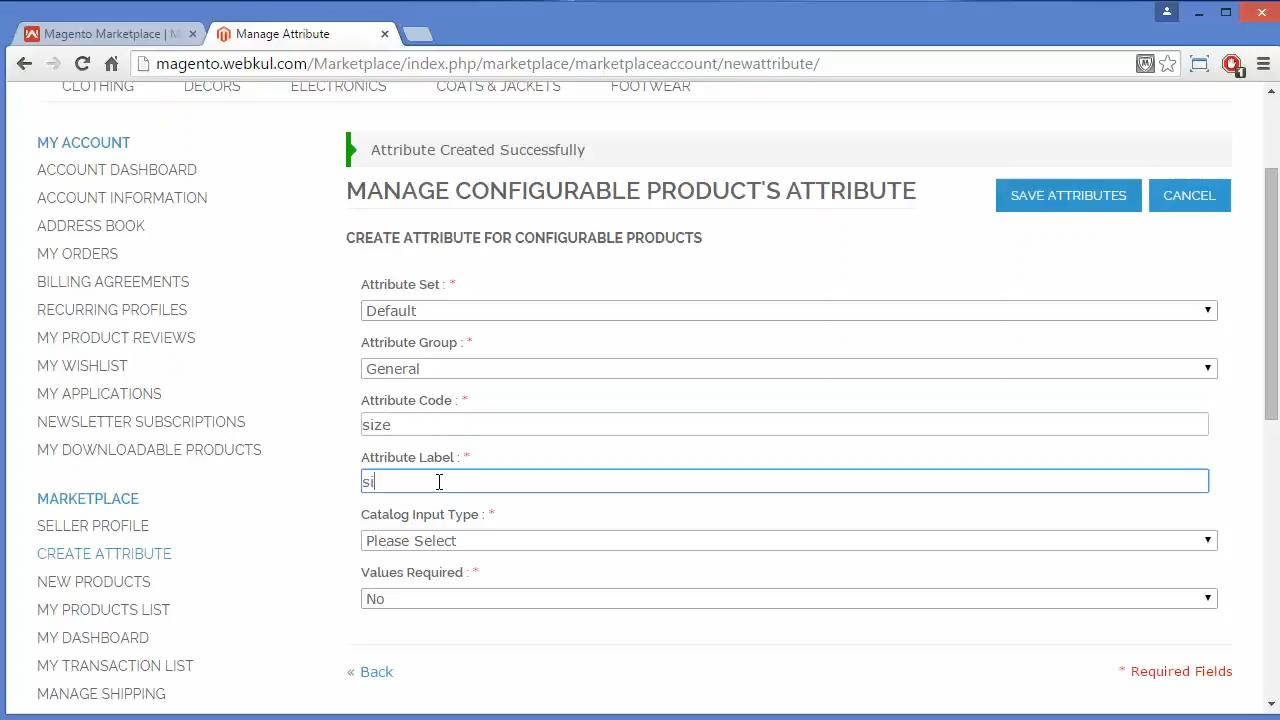 Magento Marketplace | M
Manage Attribute
magento.webkul.com/Marketplace/index.php/marketplace/marketplaceaccount/newattribute/
1
CLOTHING DECORS ELECTRONICS COATS & JACKETS FOOTWEAR
MY ACCOUNT
ACCOUNT DASHBOARD
ACCOUNT INFORMATION
ADDRESS BOOK
MY ORDERS
BILLING AGREEMENTS
RECURRING PROFILES
MY PRODUCT REVIEWS
MY WISHLIST
MY APPLICATIONS
NEWSLETTER SUBSCRIPTIONS
MY DOWNLOADABLE PRODUCTS
MARKETPLACE
SELLER PROFILE
CREATE ATTRIBUTE
NEW PRODUCTS
MY PRODUCTS LIST
MY DASHBOARD
MY TRANSACTION LIST
MANAGE SHIPPING
Attribute Created Successfully
MANAGE CONFIGURABLE PRODUCT'S ATTRIBUTE
SAVE ATTRIBUTES CANCEL
CREATE ATTRIBUTE FOR CONFIGURABLE PRODUCTS
Attribute Set : *
Default
Attribute Group : *
General
Attribute Code : *
size
Attribute Label : *
si
Catalog Input Type : *
Please Select
Values Required : *
No
« Back
* Required Fields